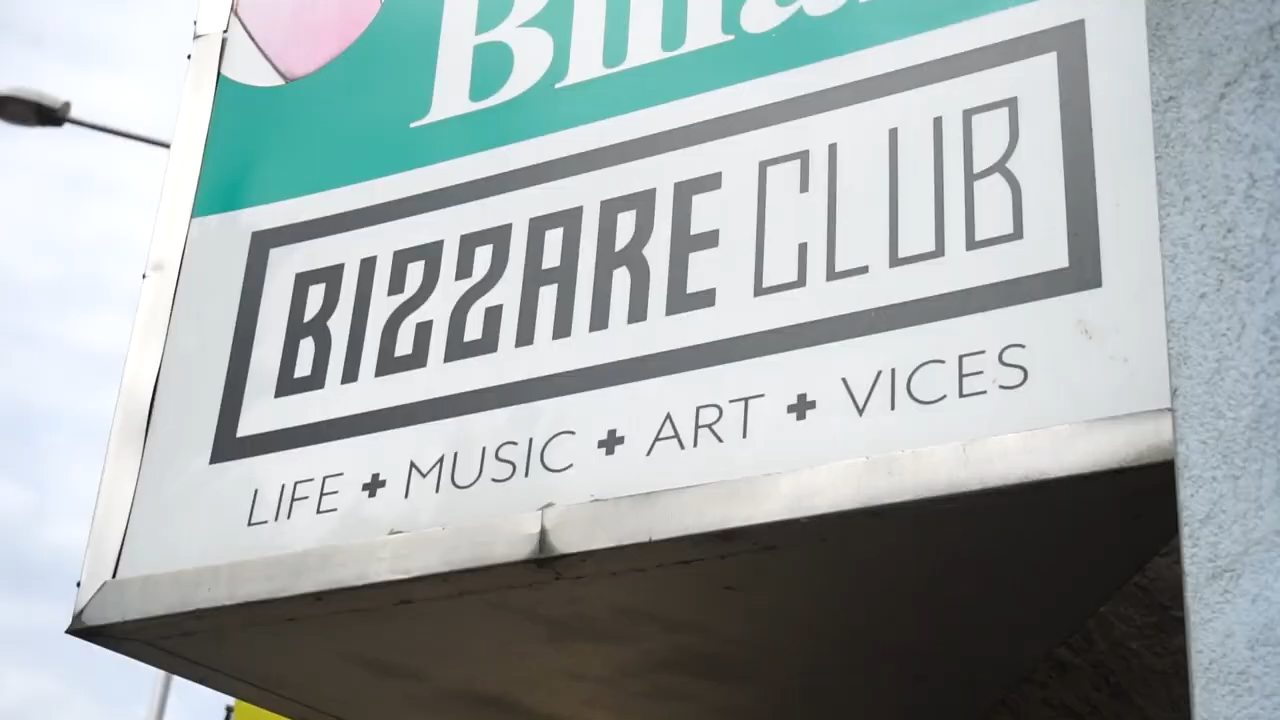 BIZZARE CLUB
LIFE + MUSIC + ART + VICES